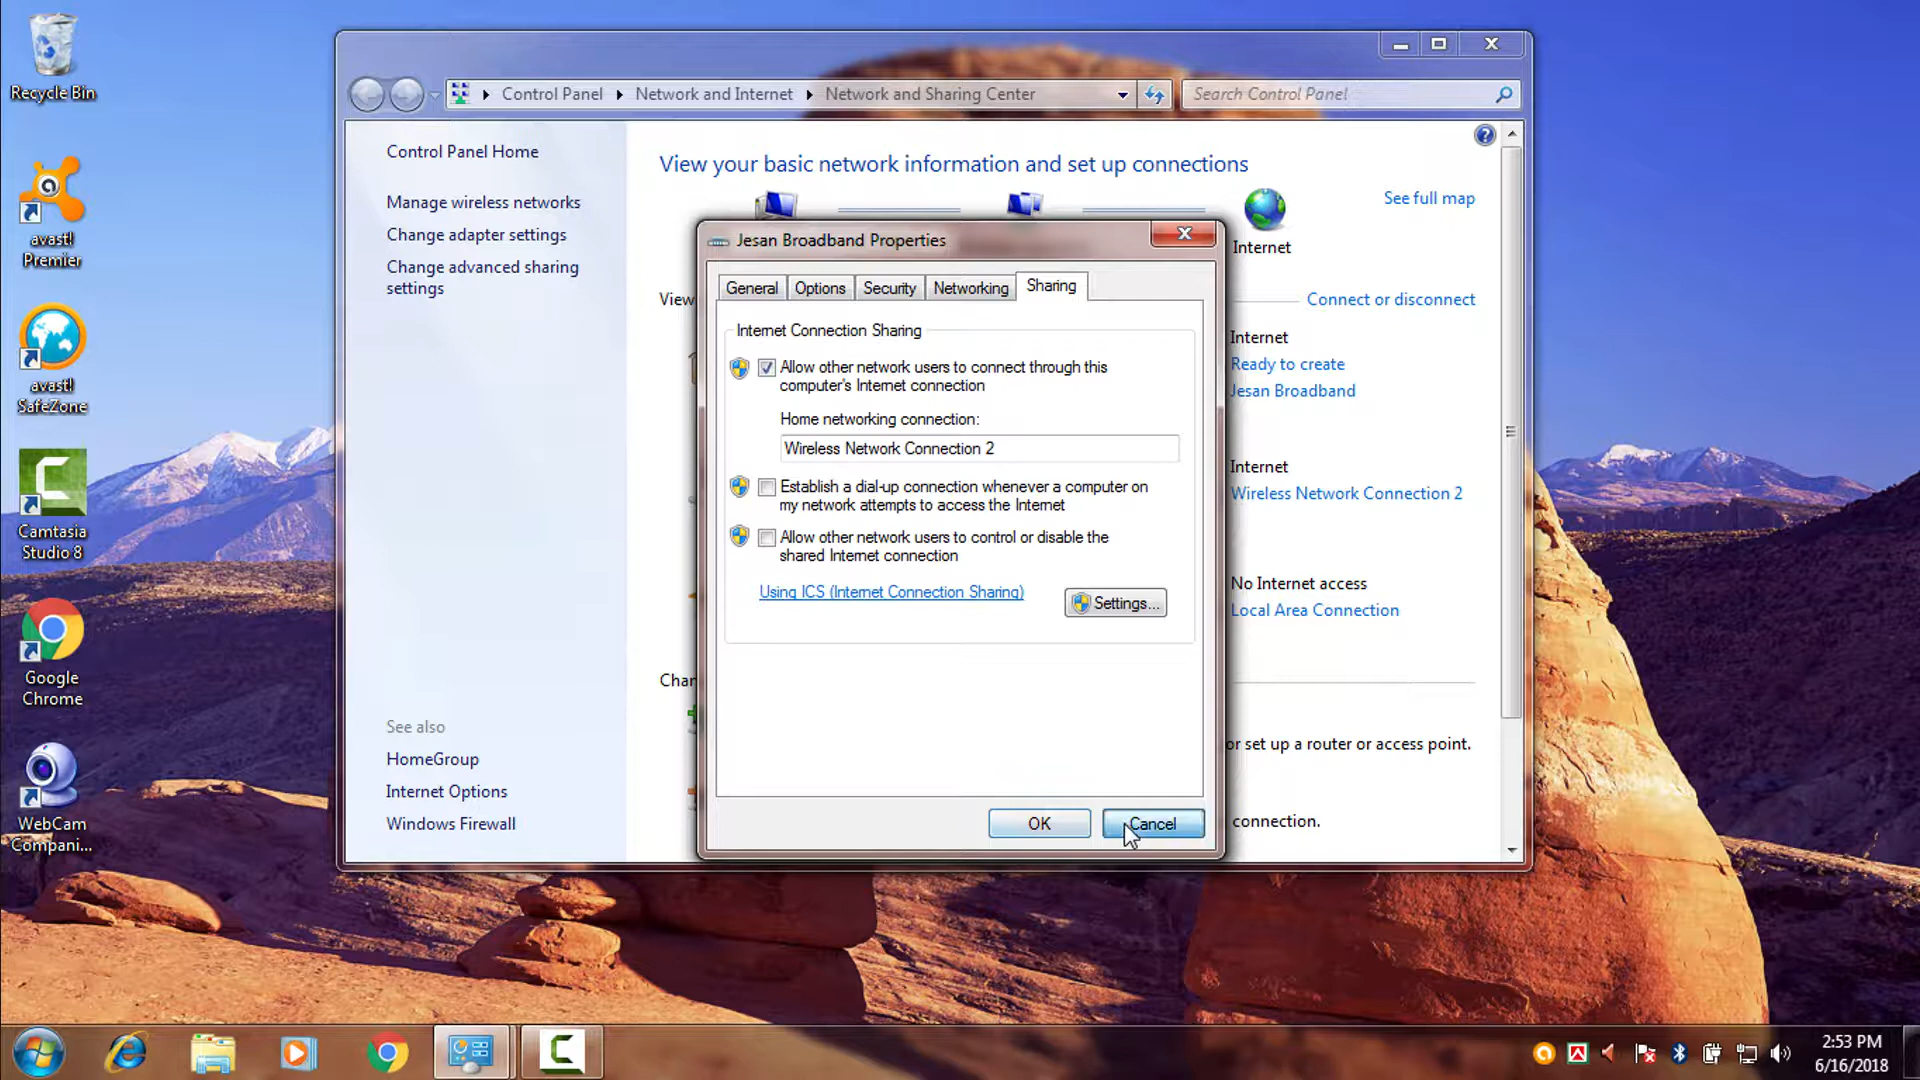 Recycle Bin
avast!
Premier
avast!
SafeZone
Camtasia
Studio 8
Google
Chrome
WebCam
Compani...
Control Panel
Network and Internet
Network and Sharing Center
Search Control Panel
Control Panel Home
Manage wireless networks
Change adapter settings
Change advanced sharing
settings
See also
HomeGroup
Internet Options
Windows Firewall
View your basic network information and set up connections
See full map
Internet
View
Connect or disconnect
Internet
Ready to create
Jesan Broadband
Internet
Wireless Network Connection 2
No Internet access
Local Area Connection
or set up a router or access point.
connection.
Jesan Broadband Properties
General
Options
Security
Networking
Sharing
Internet Connection Sharing
Allow other network users to connect through this
computer's Internet connection
Home networking connection:
Wireless Network Connection 2
Establish a dial-up connection whenever a computer on
my network attempts to access the Internet
Allow other network users to control or disable the
shared Internet connection
Using ICS (Internet Connection Sharing)
Settings...
OK
Cancel
2:53 PM
6/16/2018